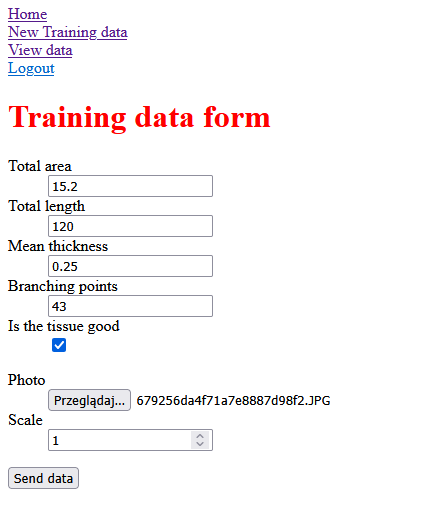 Home
New Training data
View data
Logout
Training data form
Total area
15.2
Total length
120
Mean thickness
0.25
Branching points
43
Is the tissue good
Photo
Przeglądaj... 679256da4f71a7e8887d98f2.JPG
Scale
1
Send data